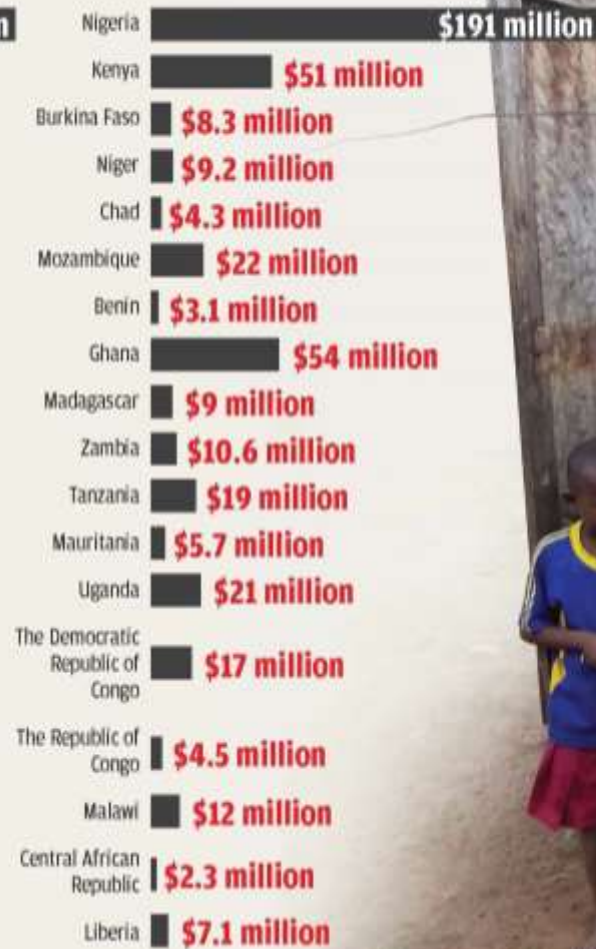 Nigeria $191 million
Kenya $51 million
Burkina Faso $8.3 million
Niger $9.2 million
Chad $4.3 million
Mozambique $22 million
Benin $3.1 million
Ghana $54 million
Madagascar $9 million
Zambia $10.6 million
Tanzania $19 million
Mauritania $5.7 million
Uganda $21 million
The Democratic
Republic of
Congo
$17 million
The Republic of
Congo
$4.5 million
Malawi $12 million
Central African
Republic
$2.3 million
Liberia $7.1 million